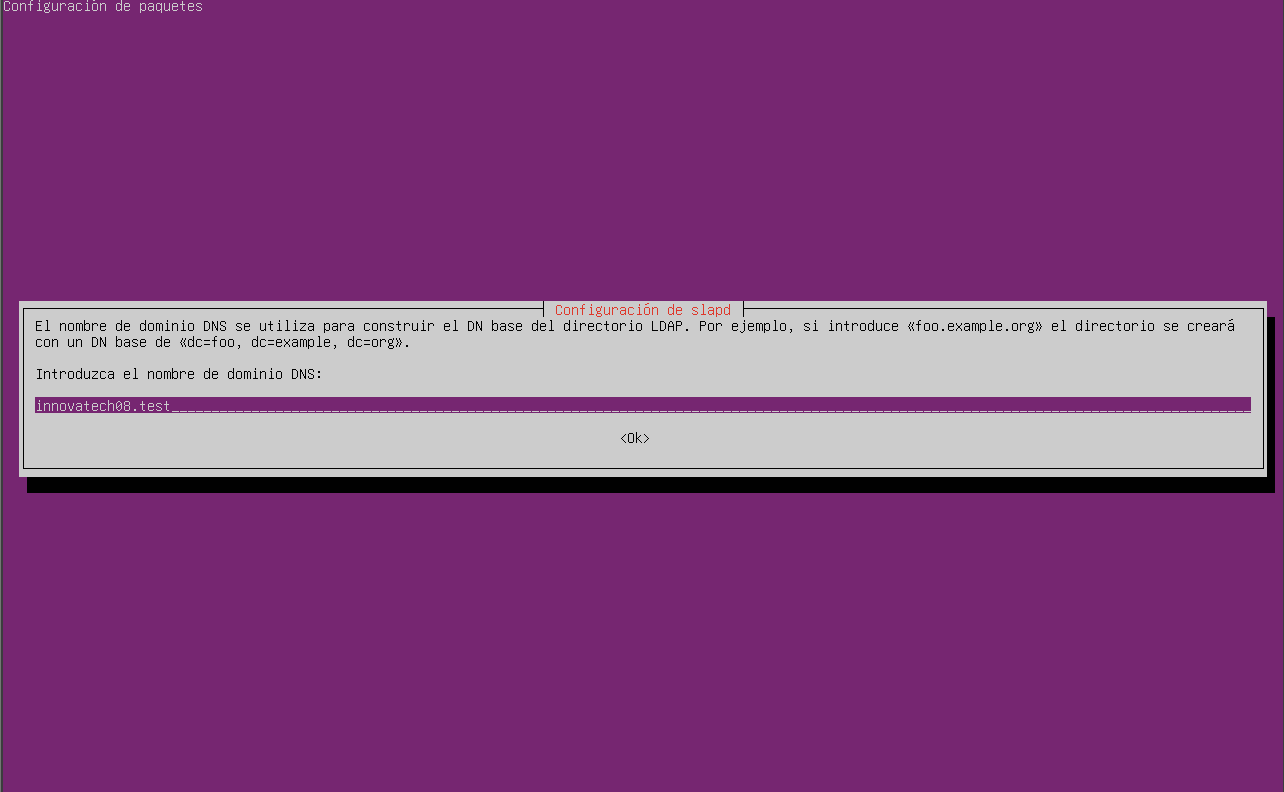 Configuración de paquetes
Configuración de slapd
El nombre de dominio DNS se utiliza para construir el DN base del directorio LDAP. Por ejemplo, si introduce «foo.example.org» el directorio se creará
con un DN base de «dc=foo, dc=example, dc=org».
Introduzca el nombre de dominio DNS:
innovatech08.test
<Ok>